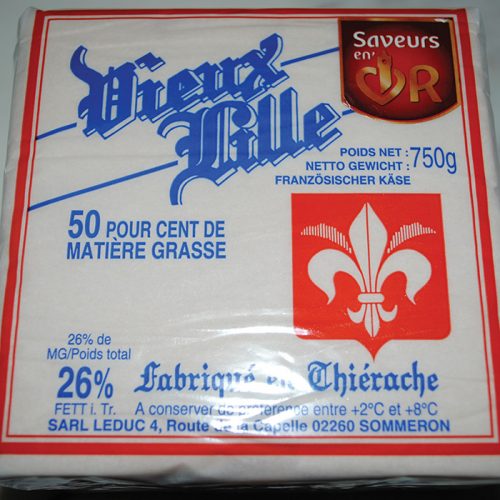 Vieux
Lille
Saveurs
en'
OR
POIDS NET :
NETTO GEWICHT : 750g
FRANZÖSISCHER KÄSE
50 POUR CENT DE
MATIÈRE GRASSE
26% de
MG/Poids total
26%
FETT i. Tr.
Fabriqué en Thiérache
A conserver de préférence entre +2°C et +8°C
SARL LEDUC 4, Route de la Capelle 02260 SOMMERON